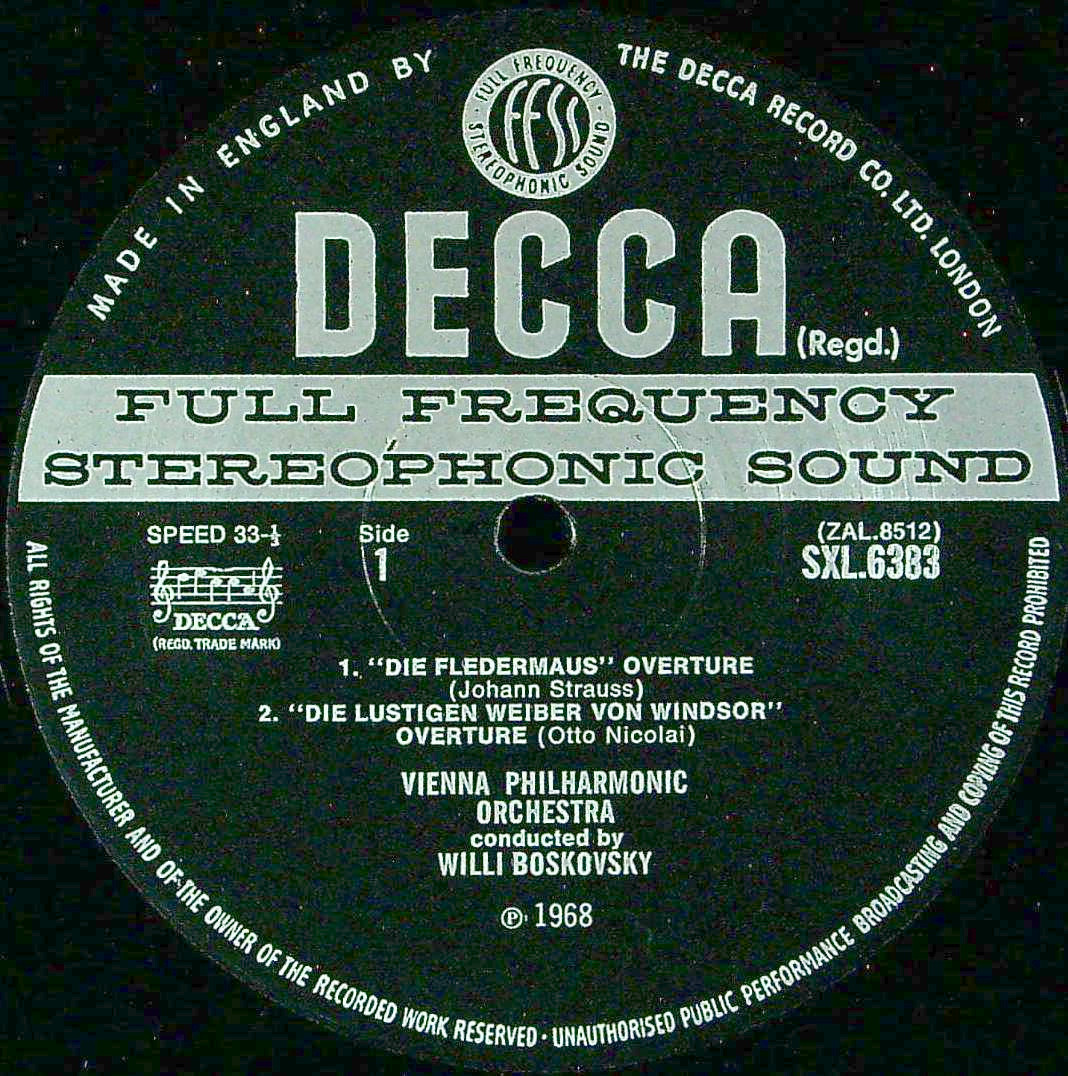 MADE IN ENGLAND BY
THE DECCA RECORD CO. LTD. LONDON
FULL FREQUENCY
ffss
STEREOPHONIC SOUND
DECCA
(Regd.)
FULL FREQUENCY
STEREOPHONIC SOUND
SPEED 33-⅓
DECCA
(REGD. TRADE MARK)
Side
1
(ZAL.8512)
SXL.6383
1. “DIE FLEDERMAUS” OVERTURE
(Johann Strauss)
2. “DIE LUSTIGEN WEIBER VON WINDSOR”
OVERTURE (Otto Nicolai)
VIENNA PHILHARMONIC
ORCHESTRA
conducted by
WILLI BOSKOVSKY
℗ 1968
ALL RIGHTS OF THE MANUFACTURER AND OF THE OWNER OF THE RECORDED WORK RESERVED · UNAUTHORISED PUBLIC PERFORMANCE BROADCASTING AND COPYING OF THIS RECORD PROHIBITED